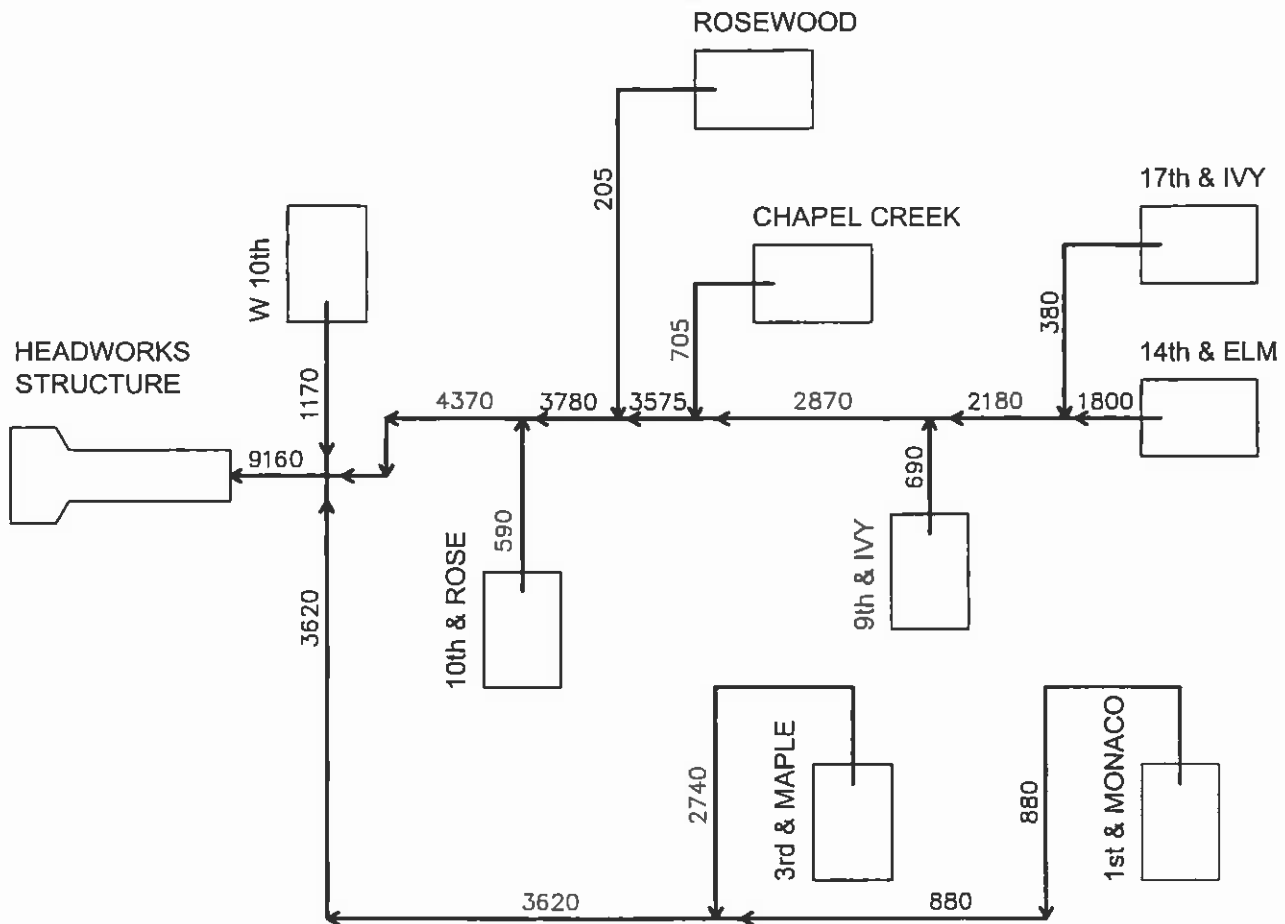 ROSEWOOD
205
17th & IVY
CHAPEL CREEK
W 10th
380
705
14th & ELM
HEADWORKS
STRUCTURE
1170
4370
3780
3575
2870
2180
1800
9160
690
590
10th & ROSE
9th & IVY
3620
2740
3rd & MAPLE
880
1st & MONACO
3620
880